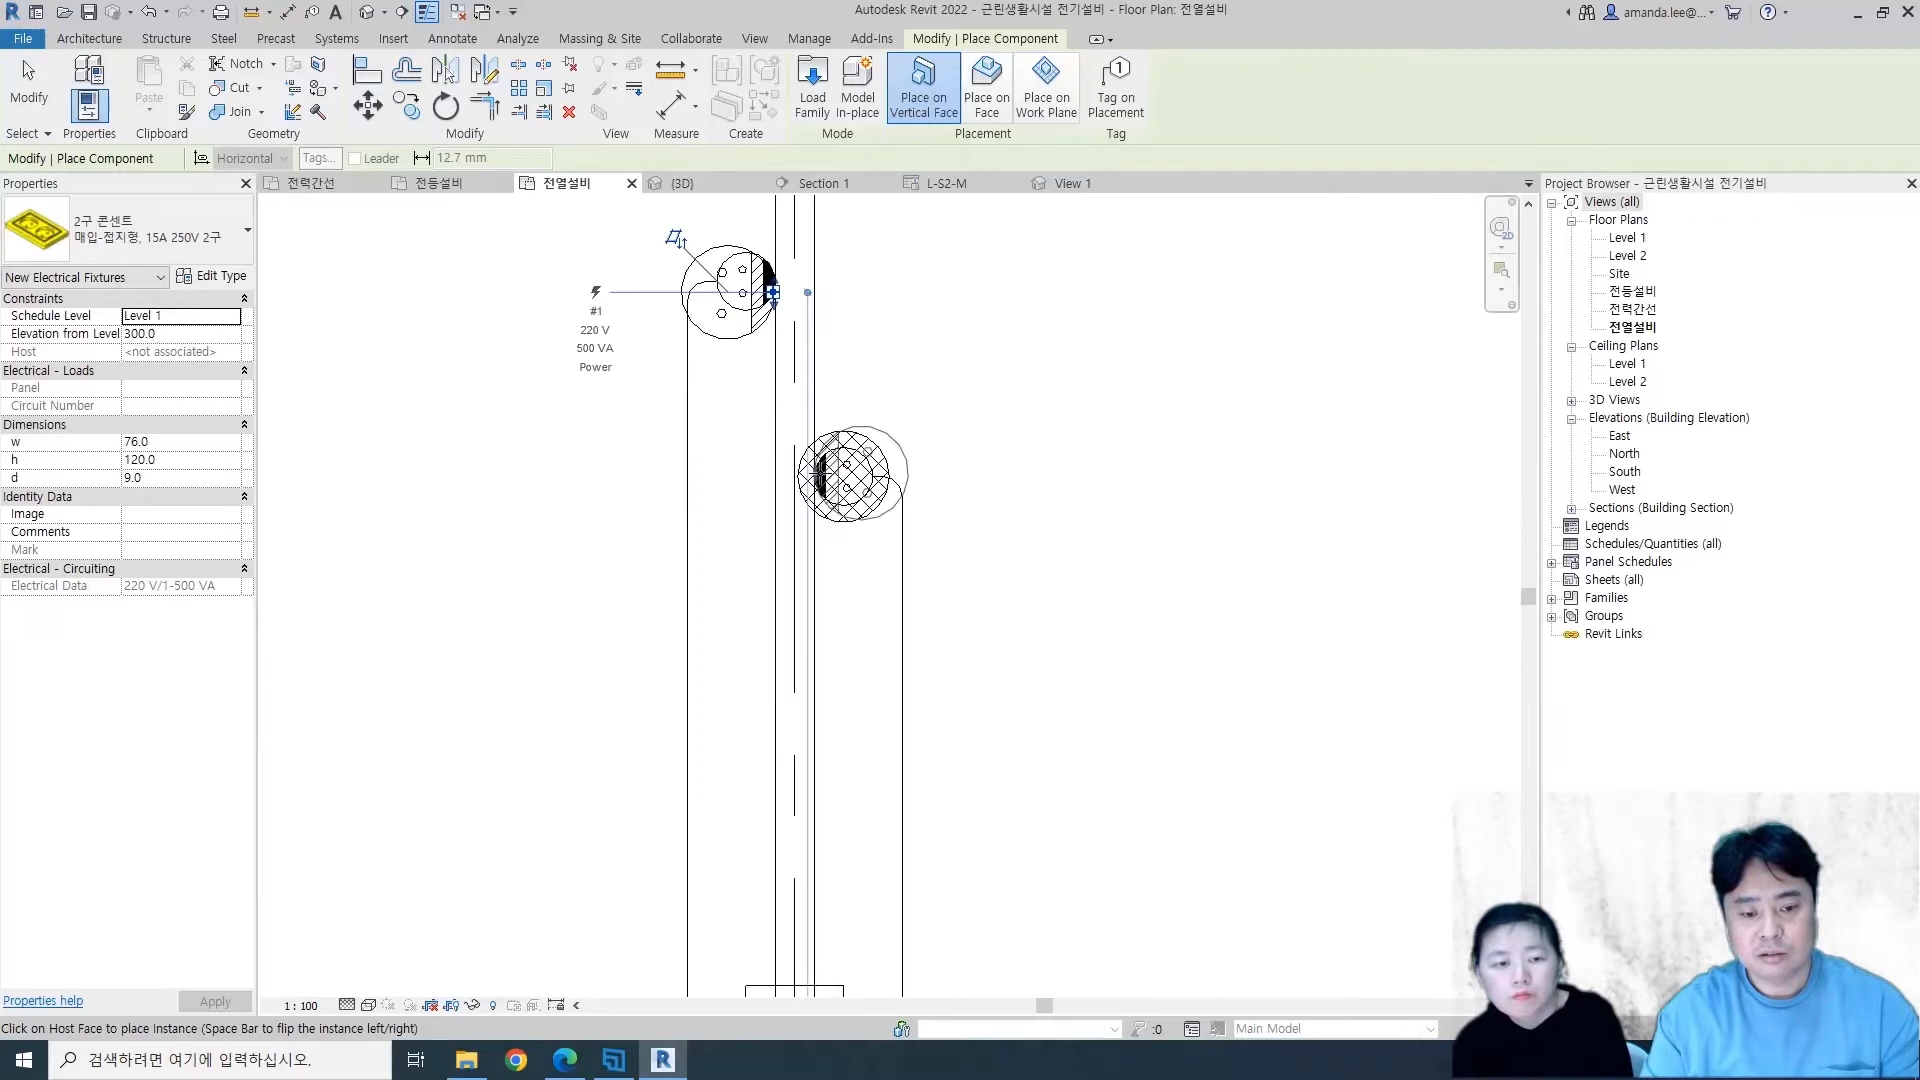 Autodesk Revit 2022 - 근린생활시설 전기설비 - Floor Plan: 전열설비
amanda.lee@...
File Architecture Structure Steel Precast Systems Insert Annotate Analyze Massing & Site Collaborate View Manage Add-Ins Modify | Place Component
Modify
Paste
Notch
Cut
Join
Load Family
Model In-place
Place on Vertical Face
Place on Face
Place on Work Plane
Tag on Placement
Select Properties Clipboard Geometry Modify View Measure Create Mode Placement Tag
Modify | Place Component Horizontal Tags... Leader 12.7 mm
Properties
전력간선 전등설비 전열설비 {3D} Section 1 L-S2-M View 1
Project Browser - 근린생활시설 전기설비
2구 콘센트
매입-접지형, 15A 250V 2구
New Electrical Fixtures Edit Type
Constraints
Schedule Level Level 1
Elevation from Level 300.0
Host <not associated>
Electrical - Loads
Panel
Circuit Number
Dimensions
w 76.0
h 120.0
d 9.0
Identity Data
Image
Comments
Mark
Electrical - Circuiting
Electrical Data 220 V/1-500 VA
Properties help Apply
#1
220 V
500 VA
Power
2D
Views (all)
Floor Plans
Level 1
Level 2
Site
전등설비
전력간선
전열설비
Ceiling Plans
Level 1
Level 2
3D Views
Elevations (Building Elevation)
East
North
South
West
Sections (Building Section)
Legends
Schedules/Quantities (all)
Panel Schedules
Sheets (all)
Families
Groups
Revit Links
1 : 100
Click on Host Face to place Instance (Space Bar to flip the instance left/right)
:0
Main Model
검색하려면 여기에 입력하십시오.